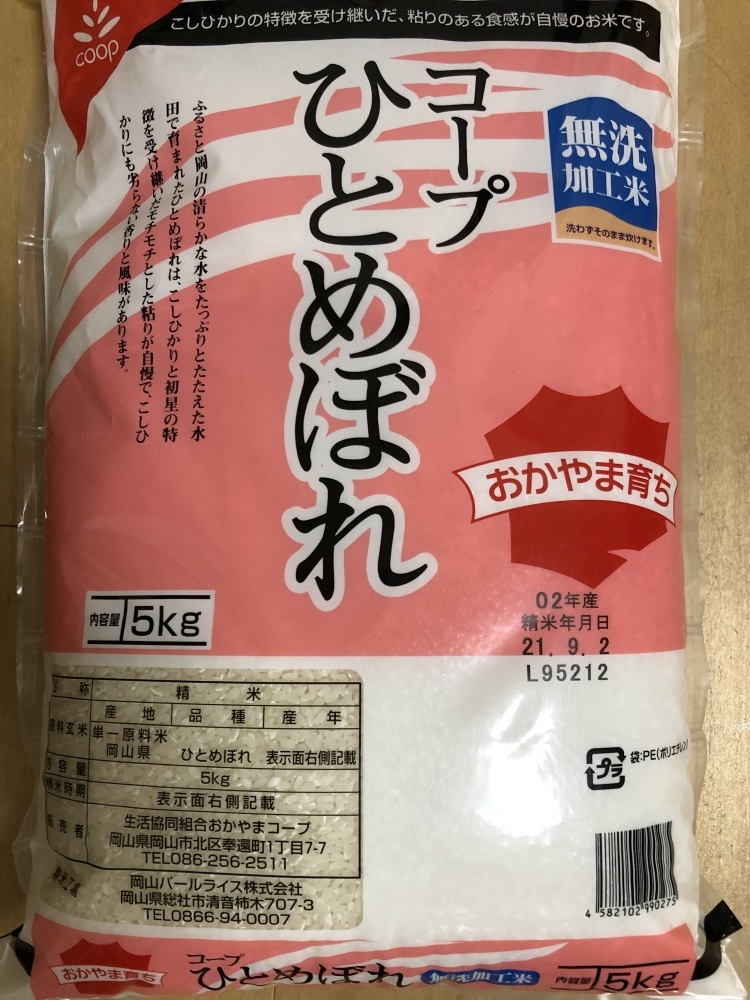 coop
こしひかりの特徴を受け継いだ、粘りのある食感が自慢のお米です。
コープ
ひとめぼれ
無洗
加工米
洗わずそのまま炊けます。
ふるさと岡山の清らかな水をたっぷりとたたえた水
田で育まれたひとめぼれは、こしひかりと初星の特
徴を受け継いだモチモチとした粘りが自慢で、こしひ
かりにも劣らない香りと風味があります。
おかやま育ち
02年産
精米年月日
21. 9. 2
L95212
内容量 5kg
称 精米
原料玄米 産地 品種 産年
単一原料米
岡山県 ひとめぼれ 表示面右側記載
内容量 5kg
精米時期 表示面右側記載
販売者 生活協同組合おかやまコープ
岡山県岡山市北区奉還町1丁目7-7
TEL086-256-2511
精米工場 岡山パールライス株式会社
岡山県総社市清音柿木707-3
TEL0866-94-0007
プラ
袋:PE(ポリエチレン)
4 582102 990275
おかやま育ち
コープ
ひとめぼれ
無洗加工米
内容量 5kg